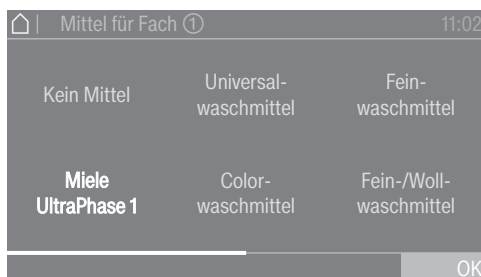 Mittel für Fach ①
11:02
Kein Mittel
Universal-
waschmittel
Fein-
waschmittel
Miele
UltraPhase 1
Color-
waschmittel
Fein-/Woll-
waschmittel
OK